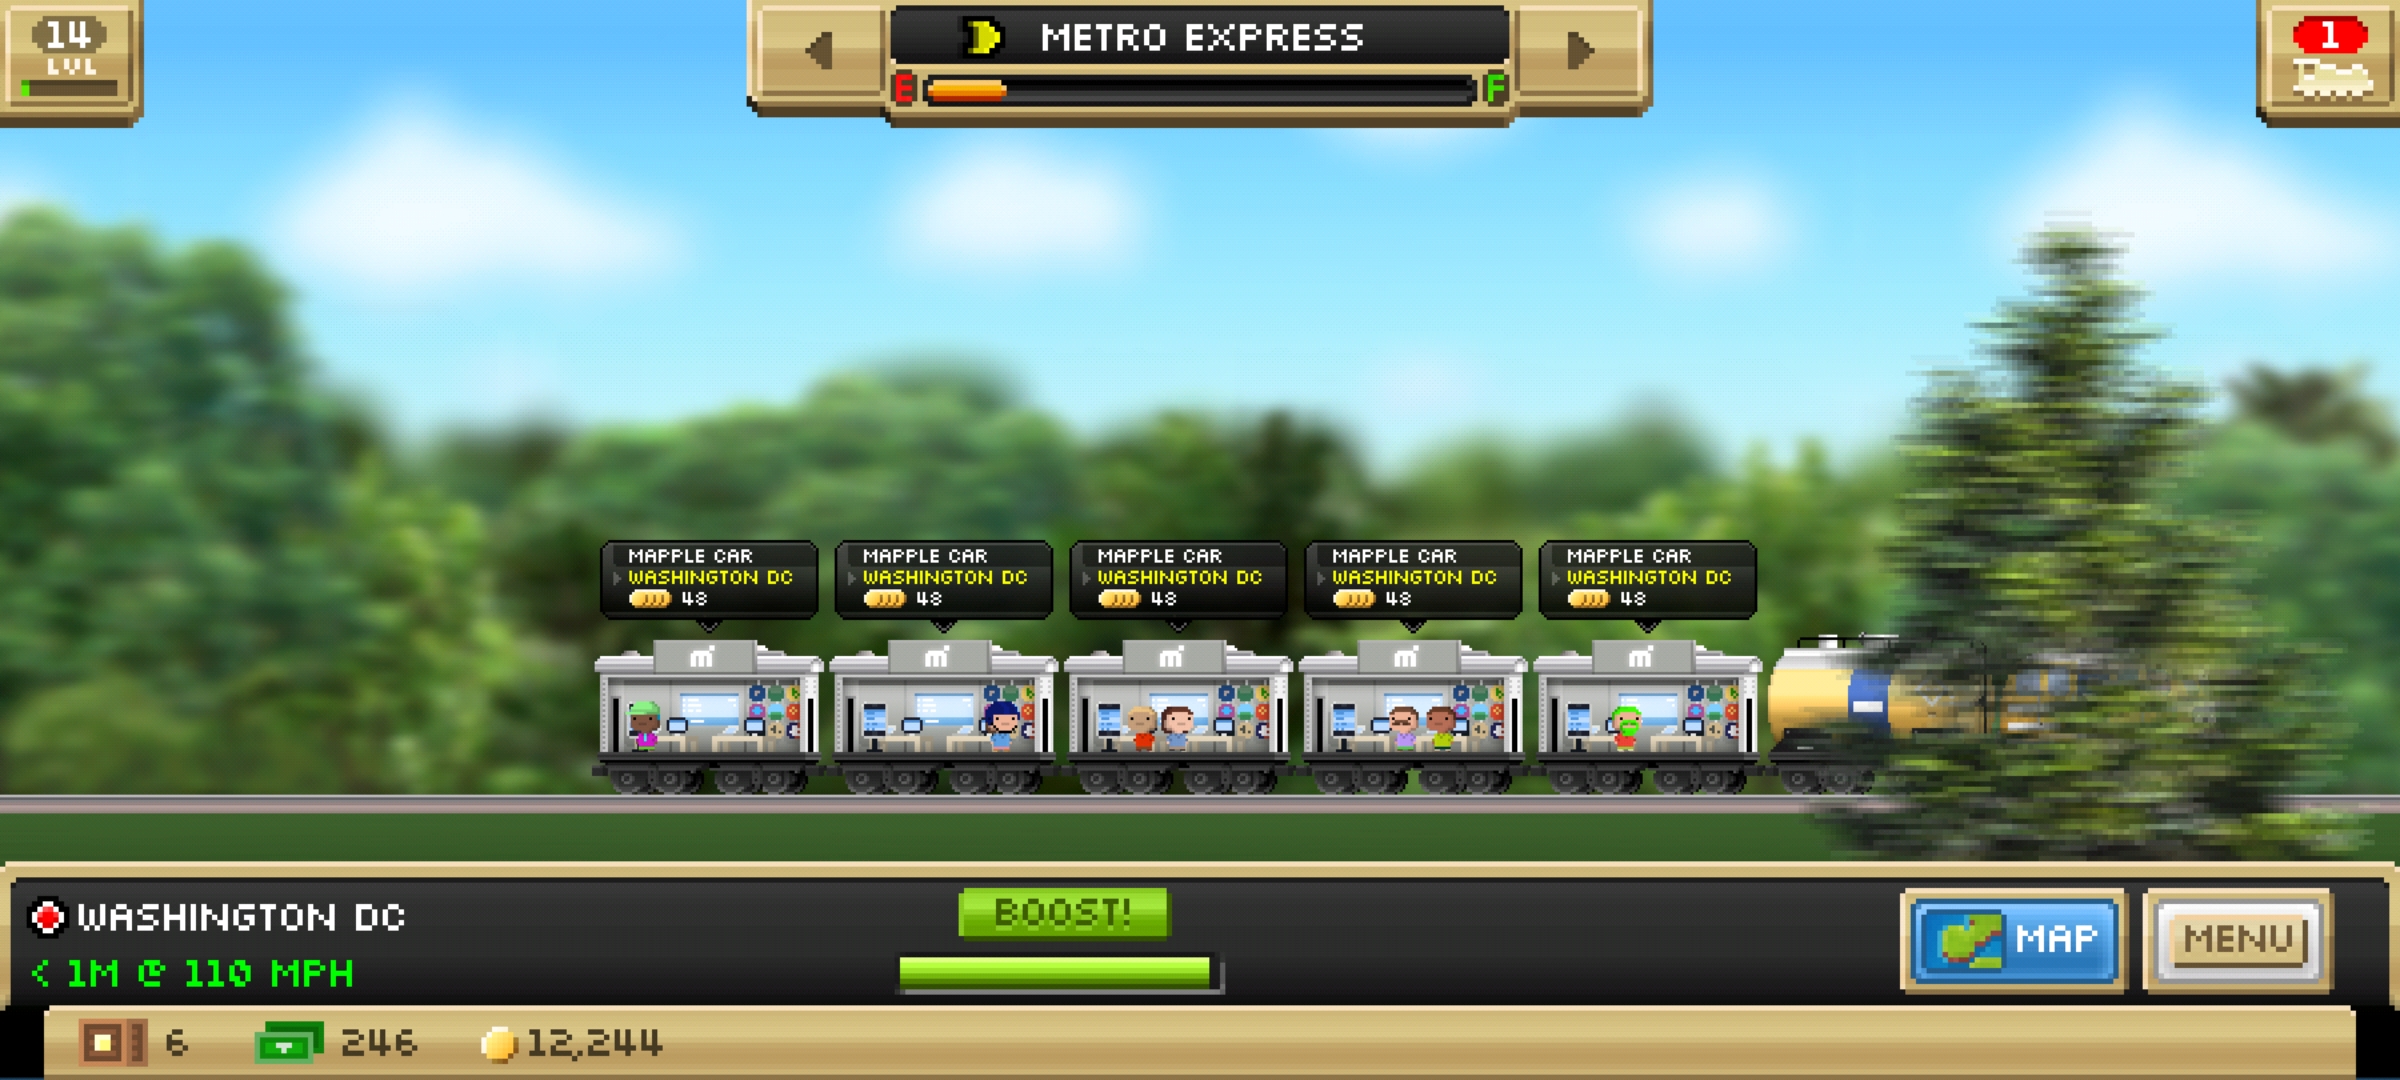 14
LVL
METRO EXPRESS
E F
1
MAPPLE CAR
WASHINGTON DC
48
MAPPLE CAR
WASHINGTON DC
48
MAPPLE CAR
WASHINGTON DC
48
MAPPLE CAR
WASHINGTON DC
48
MAPPLE CAR
WASHINGTON DC
48
m
m
m
m
m
WASHINGTON DC
< 1M @ 110 MPH
BOOST!
MAP
MENU
6 246 12,244